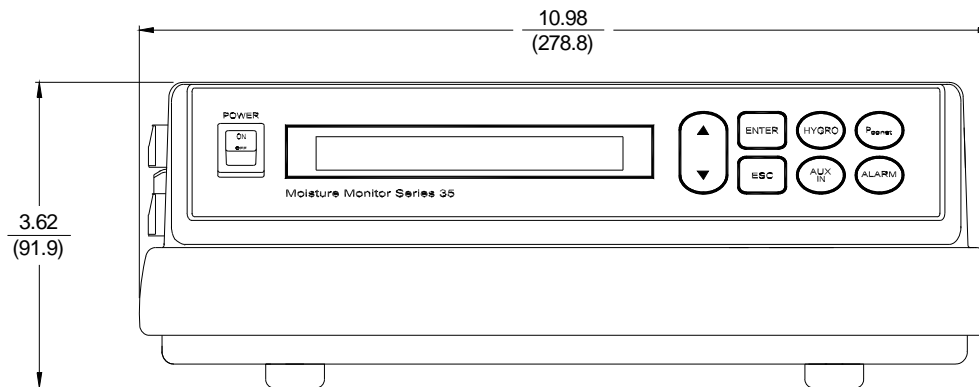 10.98
(278.8)
POWER
ON
ENTER
HYGRO
ESC
AUX
IN
ALARM
Moisture Monitor Series 35
3.62
(91.9)